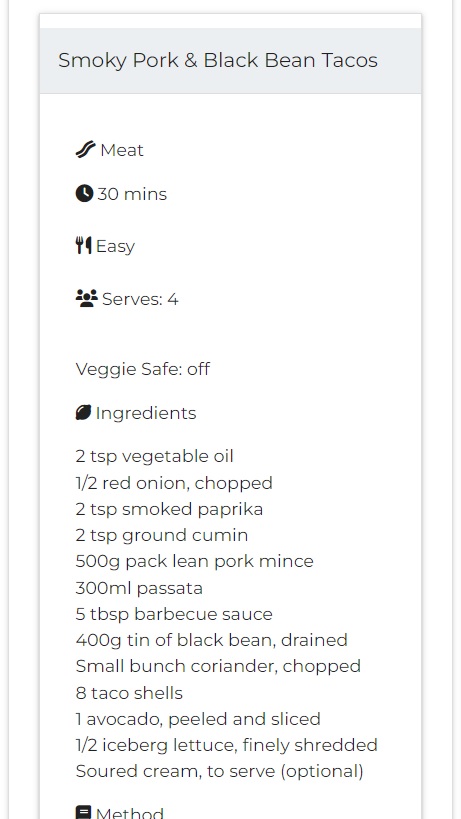 Smoky Pork & Black Bean Tacos
Meat
30 mins
Easy
Serves: 4
Veggie Safe: off
Ingredients
2 tsp vegetable oil
1/2 red onion, chopped
2 tsp smoked paprika
2 tsp ground cumin
500g pack lean pork mince
300ml passata
5 tbsp barbecue sauce
400g tin of black bean, drained
Small bunch coriander, chopped
8 taco shells
1 avocado, peeled and sliced
1/2 iceberg lettuce, finely shredded
Soured cream, to serve (optional)
Method